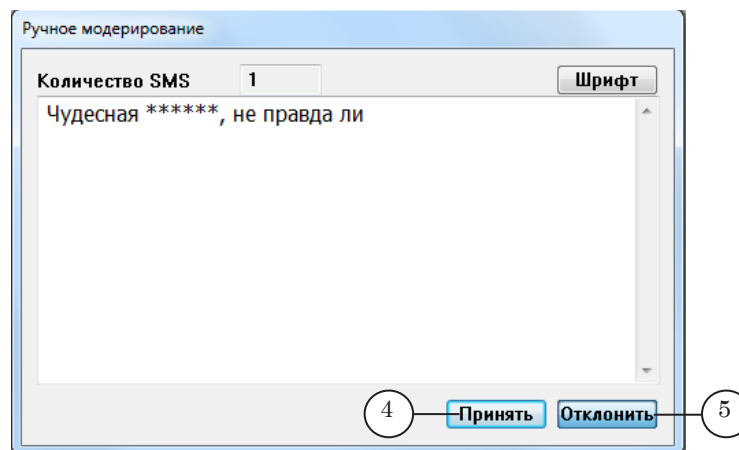 Ручное модерирование
Количество SMS 1 Шрифт
Чудесная ******, не правда ли
4 Принять Отклонить 5